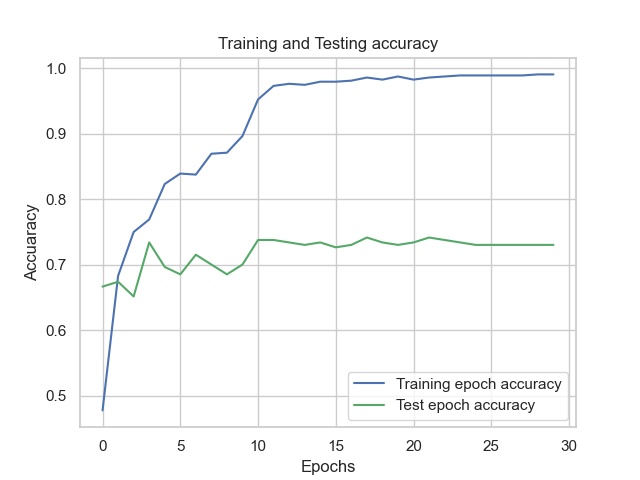 Training and Testing accuracy
1.0
0.9
0.8
0.7
0.6
0.5
Accuaracy
0 5 10 15 20 25 30
Epochs
Training epoch accuracy
Test epoch accuracy